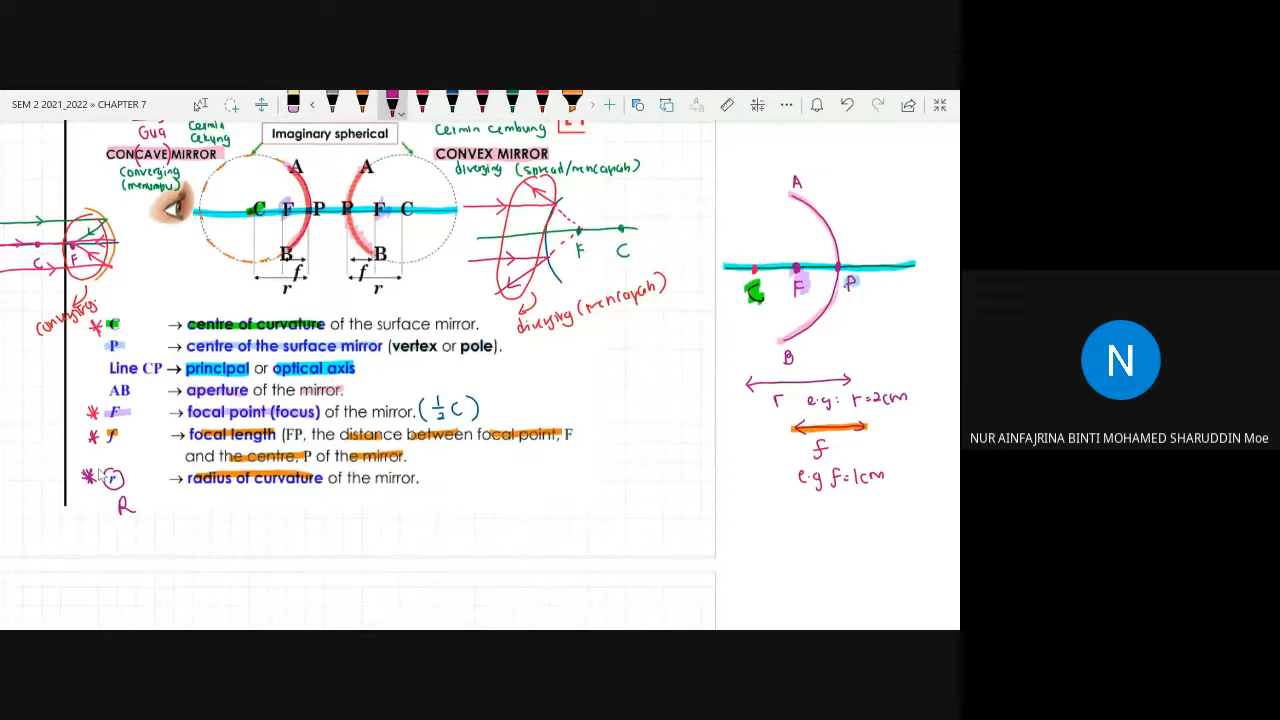 SEM 2 2021_2022 » CHAPTER 7
Gua
Cermin
Cekung
Imaginary spherical
Cermin cembung
CONCAVE MIRROR
CONVEX MIRROR
converging
(menumpu)
diverging (spread/mencapah)
A
A
C F P
P F C
B
B
f
f
r
r
C F
converging
F C
diverging (mencapah)
* C → centre of curvature of the surface mirror.
P → centre of the surface mirror (vertex or pole).
Line CP → principal or optical axis
AB → aperture of the mirror.
* F → focal point (focus) of the mirror. (½ C)
* f → focal length (FP, the distance between focal point, F
and the centre, P of the mirror.
* r → radius of curvature of the mirror.
R
A
C F P
B
r e.g: r=2cm
f
e.g f=1cm
N
NUR AINFAJRINA BINTI MOHAMED SHARUDDIN Moe